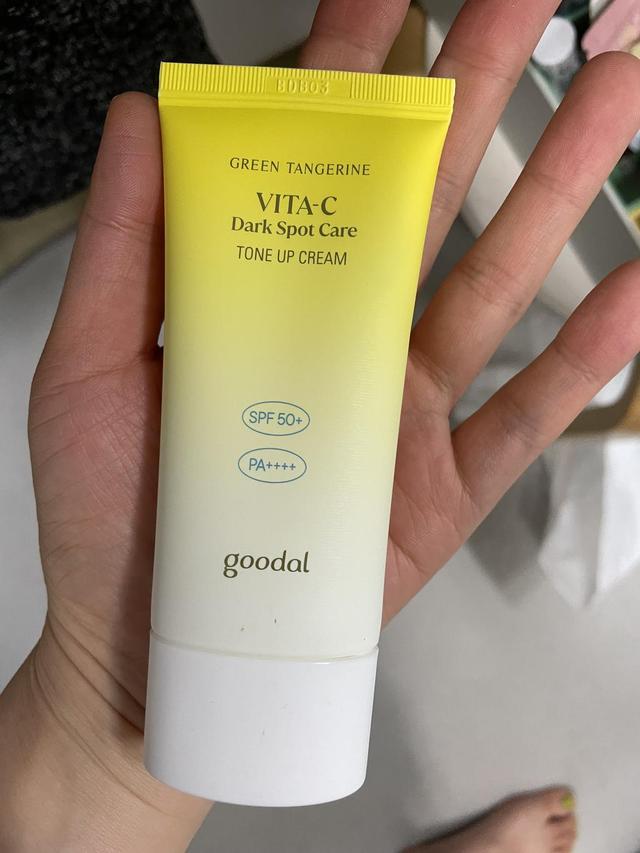 GREEN TANGERINE
VITA-C
Dark Spot Care
TONE UP CREAM
SPF 50+
PA++++
goodal